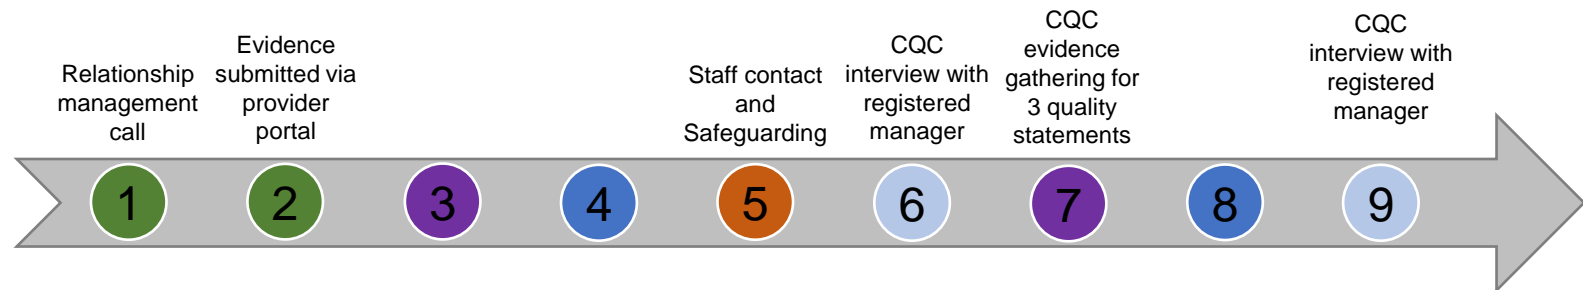 Relationship
management
call
Evidence
submitted via
provider
portal
Staff contact
and
Safeguarding
CQC
interview with
registered
manager
CQC
evidence
gathering for
3 quality
statements
CQC
interview with
registered
manager
1
2
3
4
5
6
7
8
9